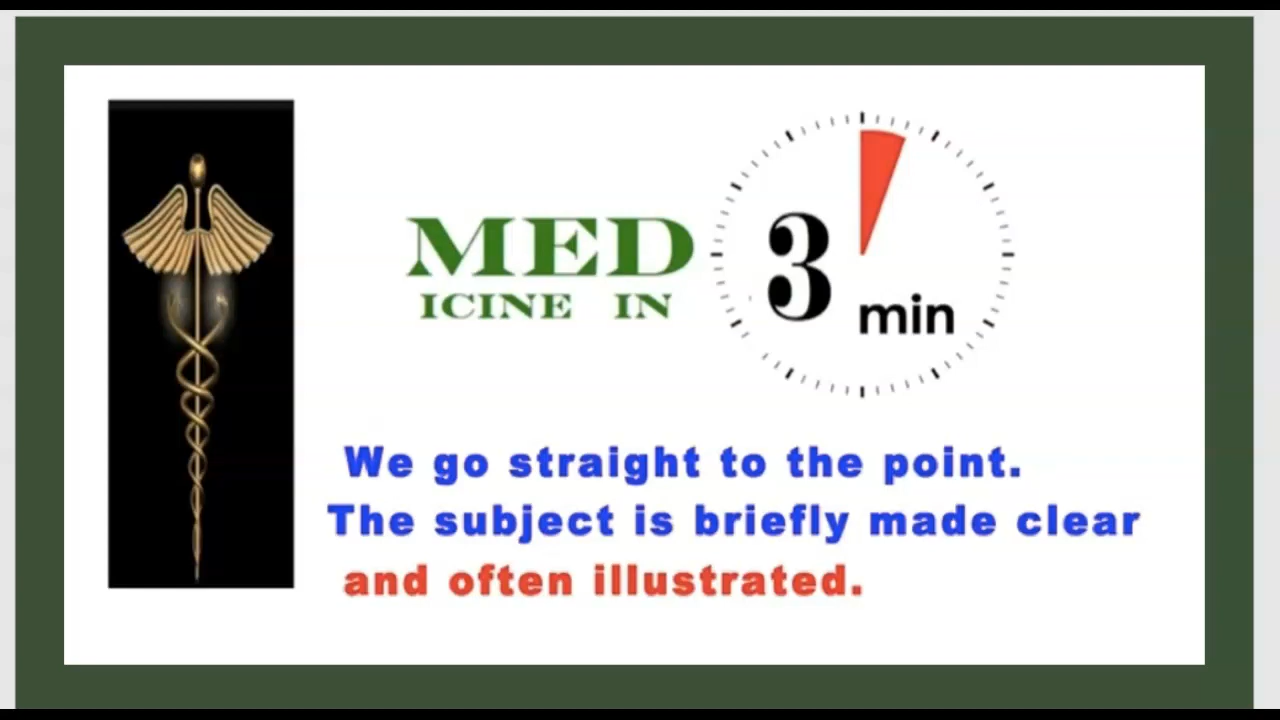 MED
ICINE IN
3
min
We go straight to the point.
The subject is briefly made clear
and often illustrated.